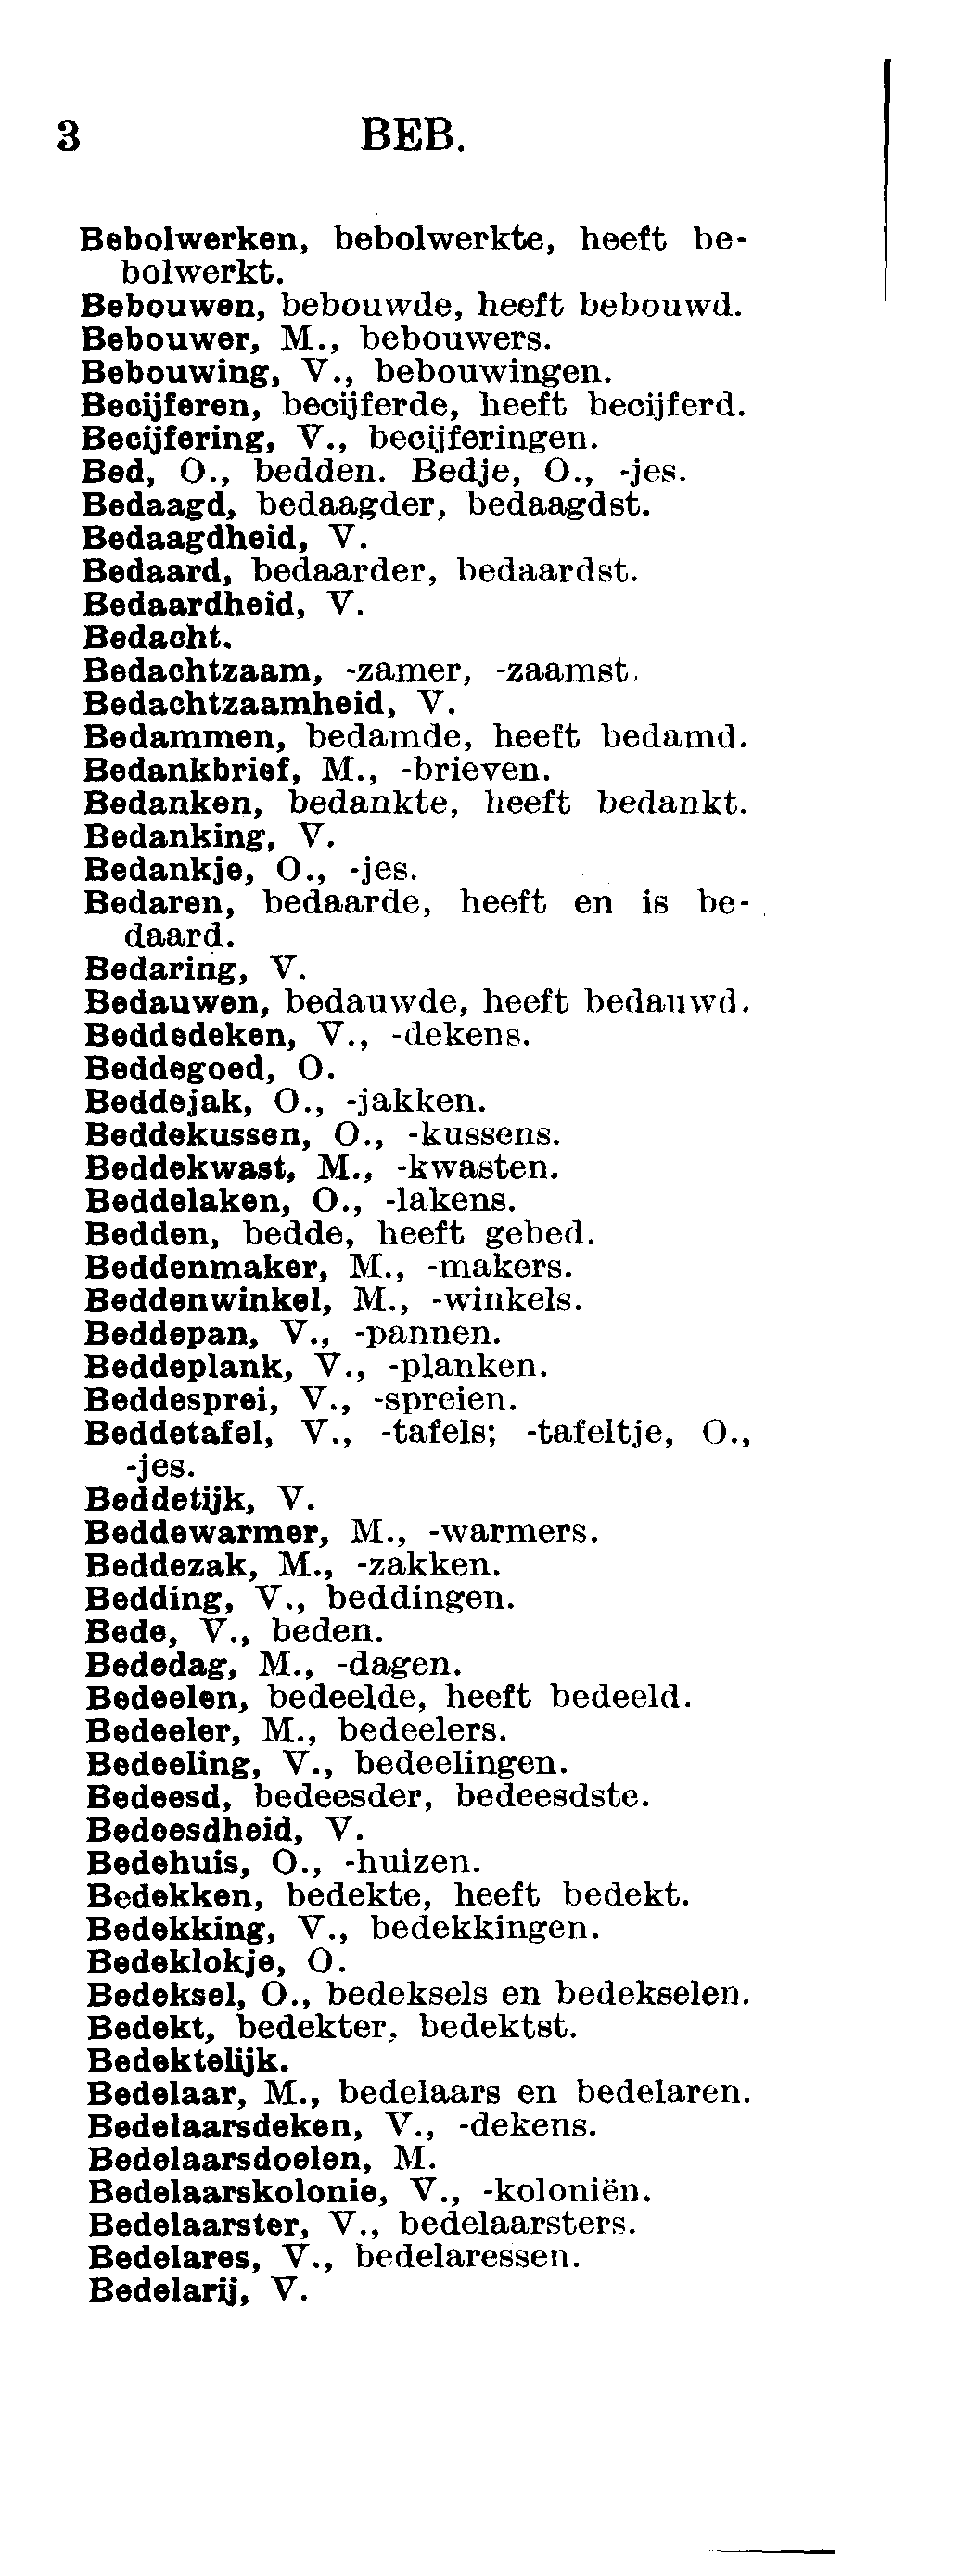 3 BEB.
Bebolwerken, bebolwerkte, heeft be-
bolwerkt.
Bebouwen, bebouwde, heeft bebouwd.
Bebouwer, M., bebouwers.
Bebouwing, V., bebouwingen.
Becijferen, becijferde, heeft becijferd.
Becijfering, V., becijferingen.
Bed, O., bedden. Bedje, O., -jes.
Bedaagd, bedaagder, bedaagdst.
Bedaagdheid, V.
Bedaard, bedaarder, bedaardst.
Bedaardheid, V.
Bedacht.
Bedachtzaam, -zamer, -zaamst.
Bedachtzaamheid, V.
Bedammen, bedamde, heeft bedamd.
Bedankbrief, M., -brieven.
Bedanken, bedankte, heeft bedankt.
Bedanking, V.
Bedankje, O., -jes.
Bedaren, bedaarde, heeft en is be-
daard.
Bedaring, V.
Bedauwen, bedauwde, heeft bedauwd.
Beddedeken, V., -dekens.
Beddegoed, O.
Beddejak, O., -jakken.
Beddekussen, O., -kussens.
Beddekwast, M., -kwasten.
Beddelaken, O., -lakens.
Bedden, bedde, heeft gebed.
Beddenmaker, M., -makers.
Beddenwinkel, M., -winkels.
Beddepan, V., -pannen.
Beddeplank, V., -planken.
Beddesprei, V., -spreien.
Beddetafel, V., -tafels; -tafeltje, O.,
-jes.
Beddetijk, V.
Beddewarmer, M., -warmers.
Beddezak, M., -zakken.
Bedding, V., beddingen.
Bede, V., beden.
Bededag, M., -dagen.
Bedeelen, bedeelde, heeft bedeeld.
Bedeeler, M., bedeelers.
Bedeeling, V., bedeelingen.
Bedeesd, bedeesder, bedeesdste.
Bedeesdheid, V.
Bedehuis, O., -huizen.
Bedekken, bedekte, heeft bedekt.
Bedekking, V., bedekkingen.
Bedeklokje, O.
Bedeksel, O., bedeksels en bedekselen.
Bedekt, bedekter, bedektst.
Bedektelijk.
Bedelaar, M., bedelaars en bedelaren.
Bedelaarsdeken, V., -dekens.
Bedelaarsdoelen, M.
Bedelaarskolonie, V., -koloniën.
Bedelaarster, V., bedelaarsters.
Bedelares, V., bedelaressen.
Bedelarij, V.